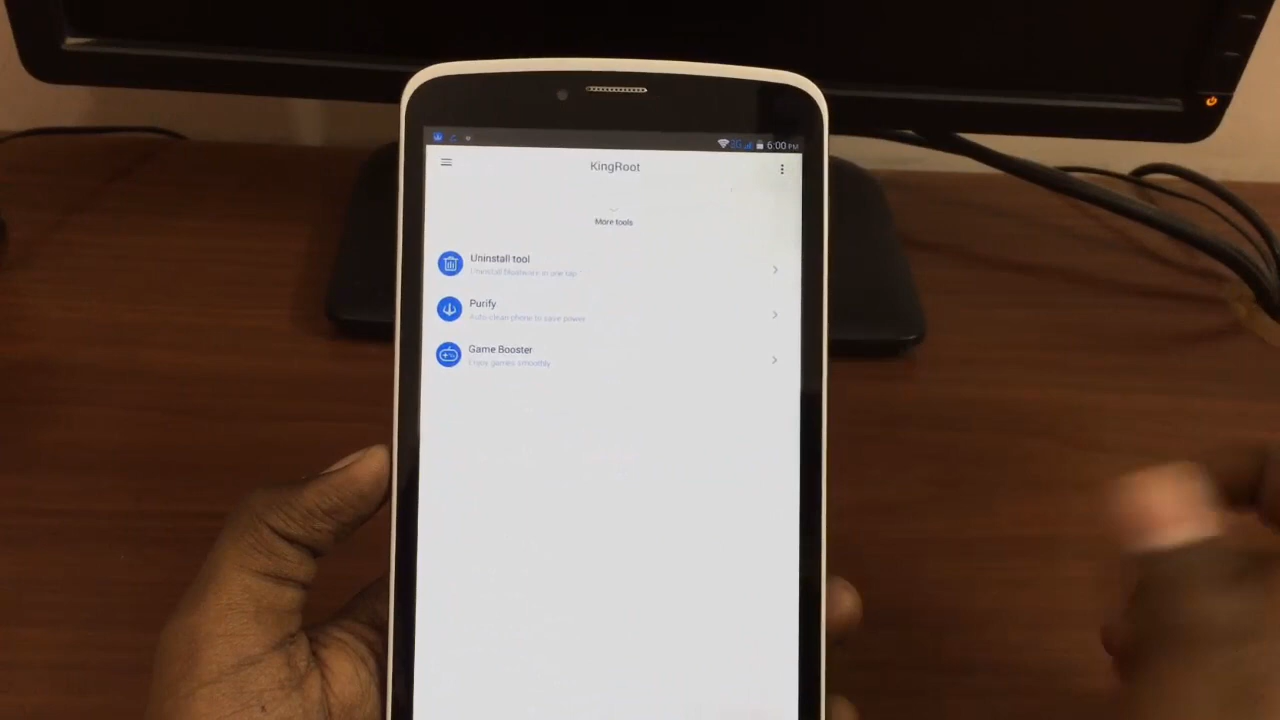 2G 6:00 PM
KingRoot
More tools
Uninstall tool
Uninstall bloatware in one tap
Purify
Auto-clean phone to save power
Game Booster
Enjoy games smoothly